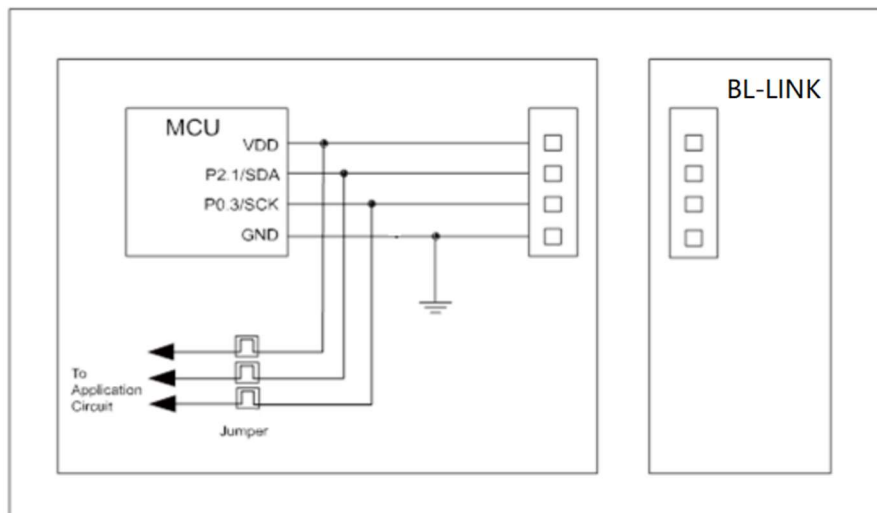 BL-LINK
MCU
VDD
P2.1/SDA
P0.3/SCK
GND
To
Application
Circuit
Jumper